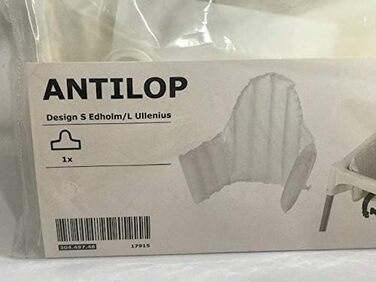 ANTILOP
Design S Edholm/L Ullenius
1x
304.497.48
17915